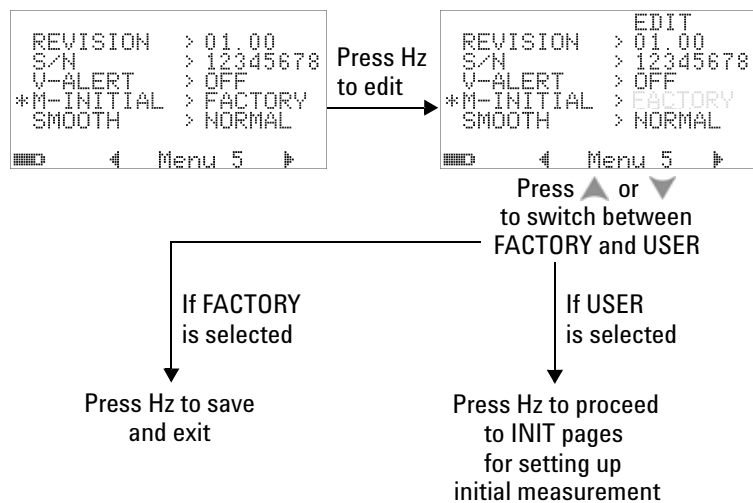 REVISION > 01.00
S/N > 12345678
V-ALERT > OFF
*M-INITIAL > FACTORY
SMOOTH > NORMAL
Menu 5
Press Hz
to edit
EDIT
REVISION > 01.00
S/N > 12345678
V-ALERT > OFF
*M-INITIAL > FACTORY
SMOOTH > NORMAL
Menu 5
Press ▲ or ▼
to switch between
FACTORY and USER
If FACTORY
is selected
Press Hz to save
and exit
If USER
is selected
Press Hz to proceed
to INIT pages
for setting up
initial measurement